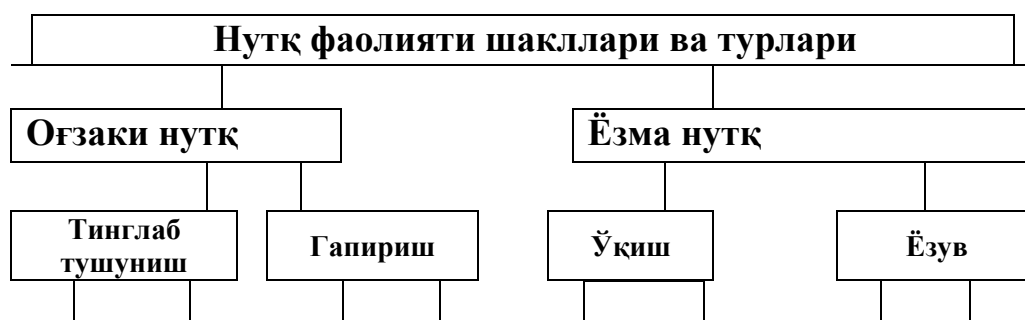 Нутқ фаолияти шакллари ва турлари
Оғзаки нутқ
Ёзма нутқ
Тинглаб
тушуниш
Гапириш
Ўқиш
Ёзув